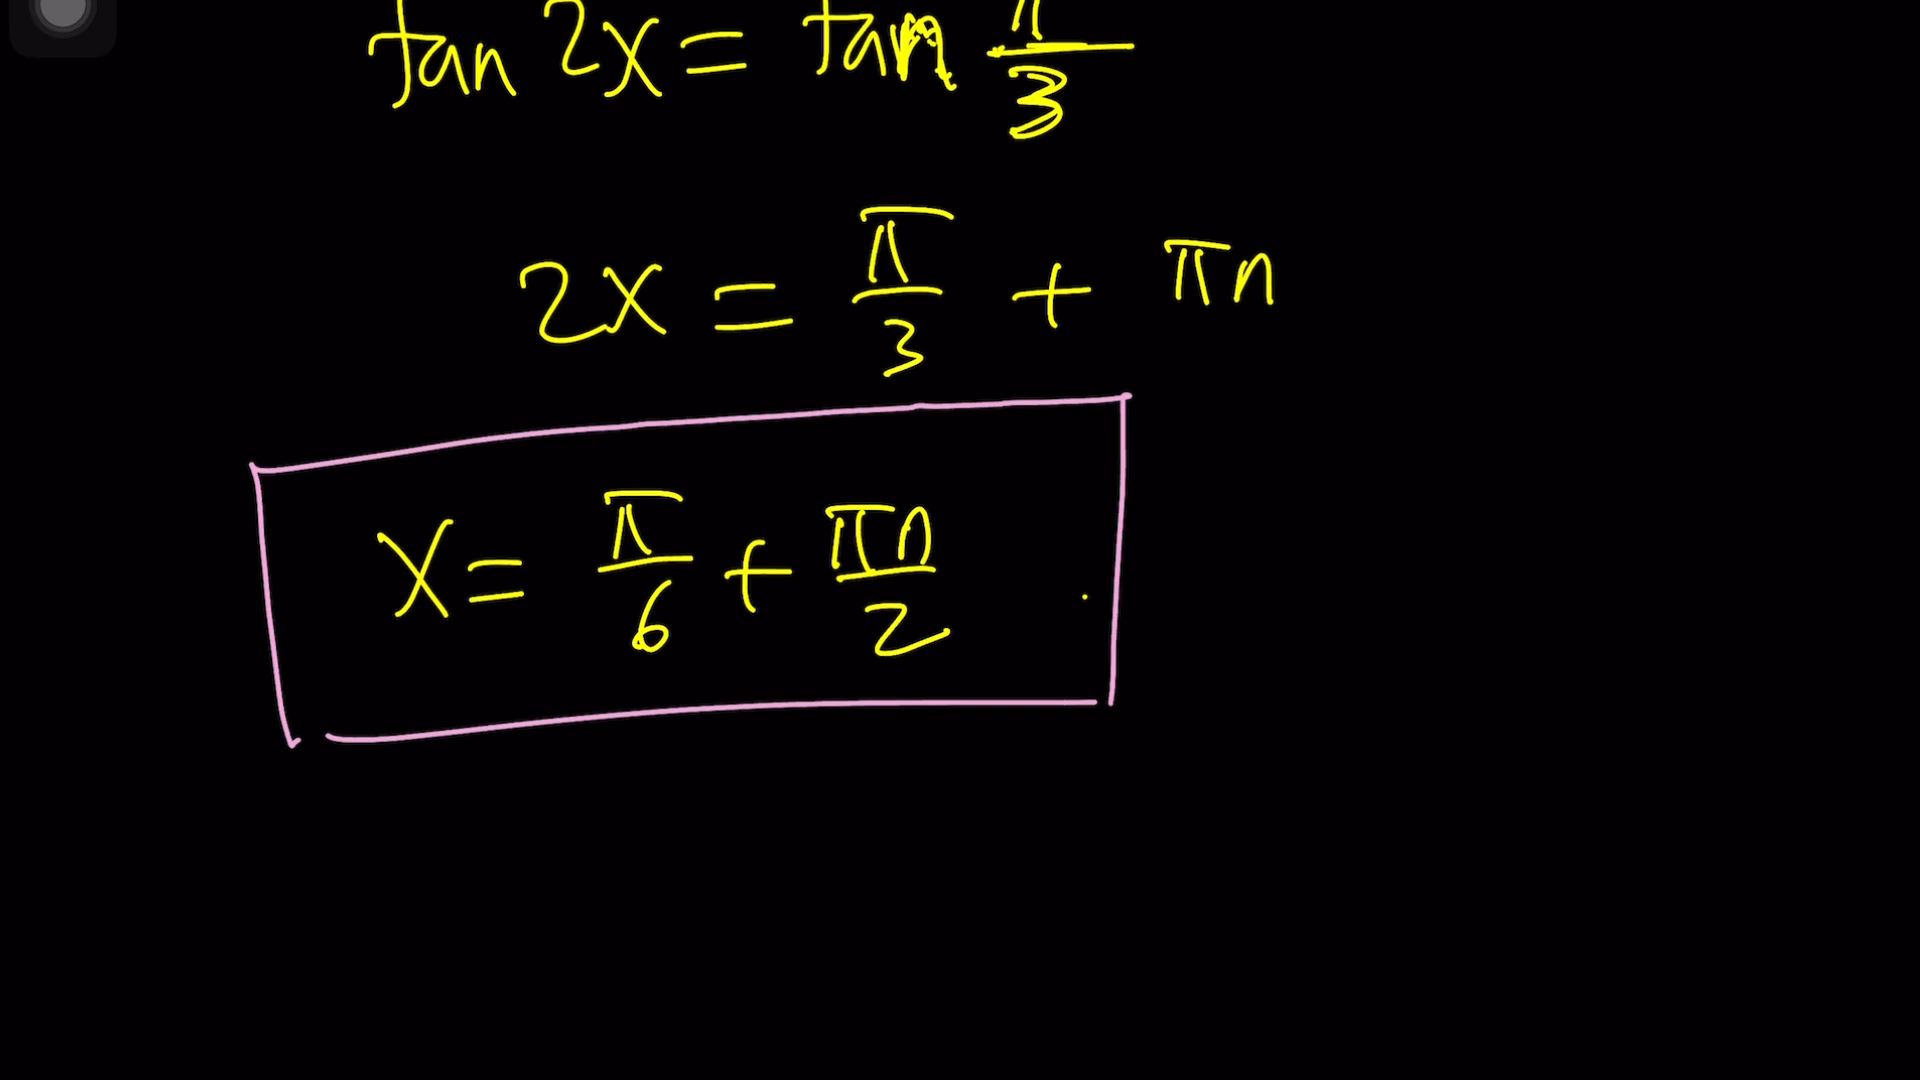 tan 2x = tan π/3
2x = π/3 + πn
x = π/6 + πn/2